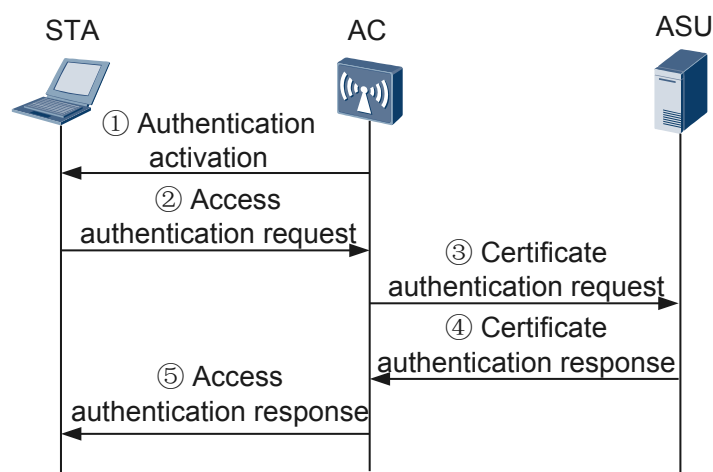 STA
AC
ASU
① Authentication
activation
② Access
authentication request
③ Certificate
authentication request
④ Certificate
authentication response
⑤ Access
authentication response